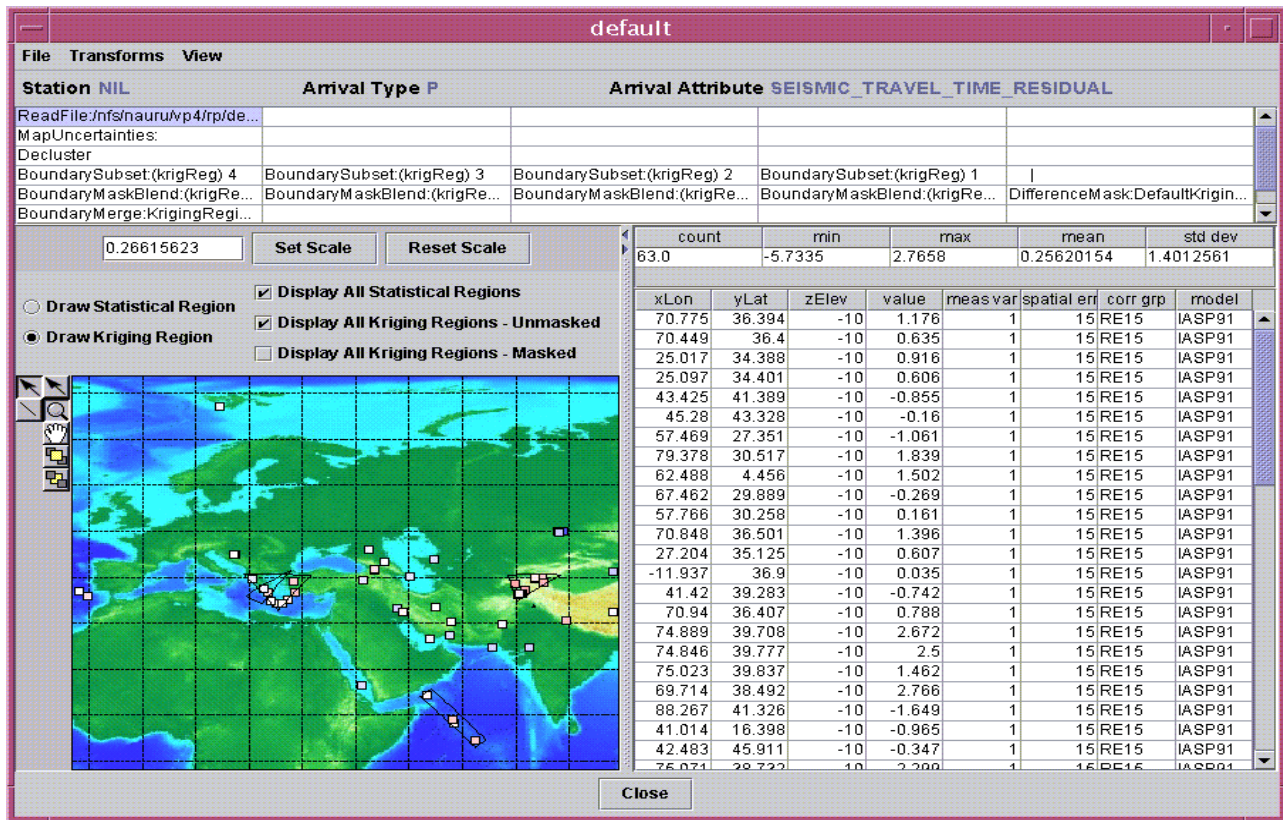 default
File Transforms View
Station NIL Arrival Type P Arrival Attribute SEISMIC_TRAVEL_TIME_RESIDUAL
ReadFile:/nfs/nauru/vp4/rp/de...
MapUncertainties:
Decluster
BoundarySubset:(krigReg) 4 BoundarySubset:(krigReg) 3 BoundarySubset:(krigReg) 2 BoundarySubset:(krigReg) 1
BoundaryMaskBlend:(krigRe... BoundaryMaskBlend:(krigRe... BoundaryMaskBlend:(krigRe... BoundaryMaskBlend:(krigRe... DifferenceMask:DefaultKrigin...
BoundaryMerge:KrigingRegi...
0.26615623 Set Scale Reset Scale
Draw Statistical Region
Draw Kriging Region
Display All Statistical Regions
Display All Kriging Regions - Unmasked
Display All Kriging Regions - Masked
count min max mean std dev
63.0 -5.7335 2.7658 0.25620154 1.4012561
xLon yLat zElev value meas var spatial err corr grp model
70.775 36.394 -10 1.176 1 15 RE15 IASP91
70.449 36.4 -10 0.635 1 15 RE15 IASP91
25.017 34.388 -10 0.916 1 15 RE15 IASP91
25.097 34.401 -10 0.606 1 15 RE15 IASP91
43.425 41.389 -10 -0.855 1 15 RE15 IASP91
45.28 43.328 -10 -0.16 1 15 RE15 IASP91
57.469 27.351 -10 -1.061 1 15 RE15 IASP91
79.378 30.517 -10 1.839 1 15 RE15 IASP91
62.488 4.456 -10 1.502 1 15 RE15 IASP91
67.462 29.889 -10 -0.269 1 15 RE15 IASP91
57.766 30.258 -10 0.161 1 15 RE15 IASP91
70.848 36.501 -10 1.396 1 15 RE15 IASP91
27.204 35.125 -10 0.607 1 15 RE15 IASP91
-11.937 36.9 -10 0.035 1 15 RE15 IASP91
41.42 39.283 -10 -0.742 1 15 RE15 IASP91
70.94 36.407 -10 0.788 1 15 RE15 IASP91
74.889 39.708 -10 2.672 1 15 RE15 IASP91
74.846 39.777 -10 2.5 1 15 RE15 IASP91
75.023 39.837 -10 1.462 1 15 RE15 IASP91
69.714 38.492 -10 2.766 1 15 RE15 IASP91
88.267 41.326 -10 -1.649 1 15 RE15 IASP91
41.014 16.398 -10 -0.965 1 15 RE15 IASP91
42.483 45.911 -10 -0.347 1 15 RE15 IASP91
1 15 RE15 IASP91
Close